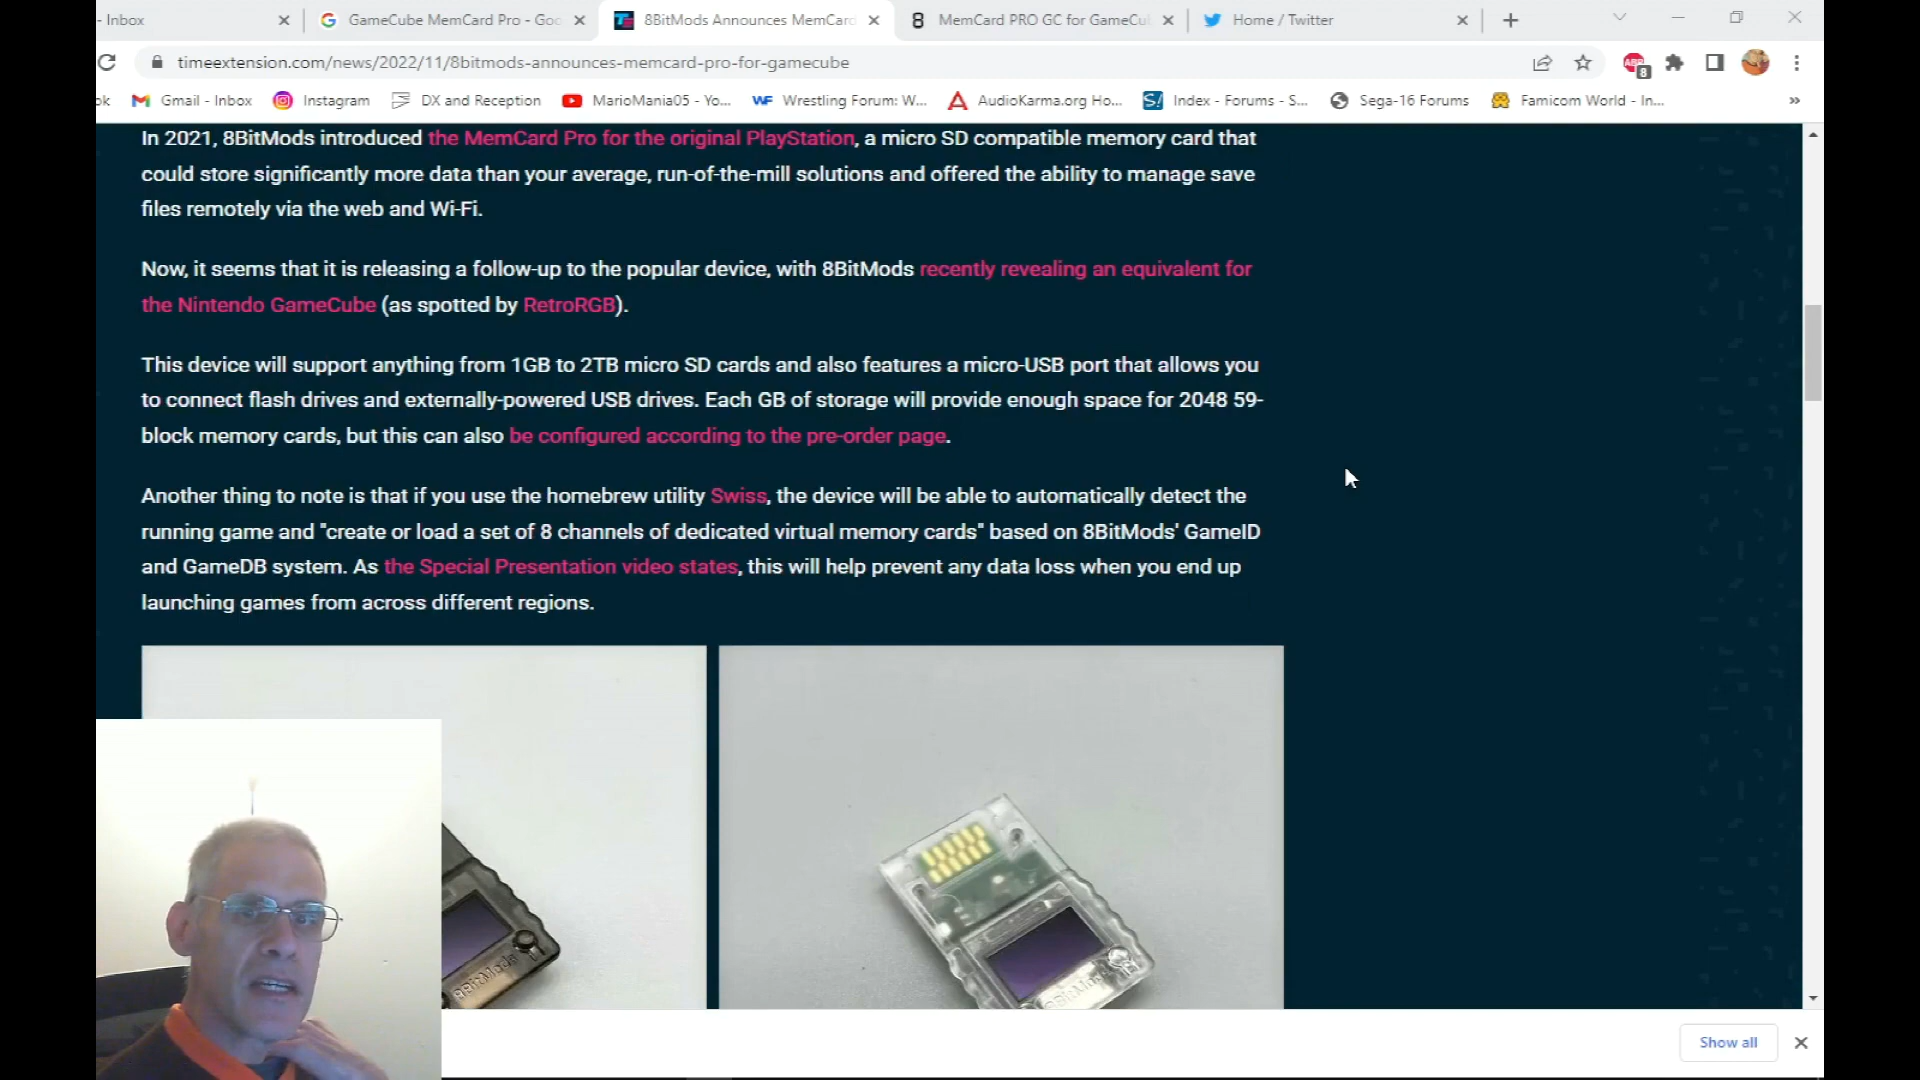 - Inbox
GameCube MemCard Pro - Goo
8BitMods Announces MemCard
MemCard PRO GC for GameCu
Home / Twitter
timeextension.com/news/2022/11/8bitmods-announces-memcard-pro-for-gamecube
ABP
8
ok
Gmail - Inbox
Instagram
DX and Reception
MarioMania05 - Yo...
WF Wrestling Forum: W...
AudioKarma.org Ho...
S! Index - Forums - S...
Sega-16 Forums
Famicom World - In...
In 2021, 8BitMods introduced the MemCard Pro for the original PlayStation, a micro SD compatible memory card that
could store significantly more data than your average, run-of-the-mill solutions and offered the ability to manage save
files remotely via the web and Wi-Fi.
Now, it seems that it is releasing a follow-up to the popular device, with 8BitMods recently revealing an equivalent for
the Nintendo GameCube (as spotted by RetroRGB).
This device will support anything from 1GB to 2TB micro SD cards and also features a micro-USB port that allows you
to connect flash drives and externally-powered USB drives. Each GB of storage will provide enough space for 2048 59-
block memory cards, but this can also be configured according to the pre-order page.
Another thing to note is that if you use the homebrew utility Swiss, the device will be able to automatically detect the
running game and "create or load a set of 8 channels of dedicated virtual memory cards" based on 8BitMods' GameID
and GameDB system. As the Special Presentation video states, this will help prevent any data loss when you end up
launching games from across different regions.
8BitMods
8BitMods
Show all